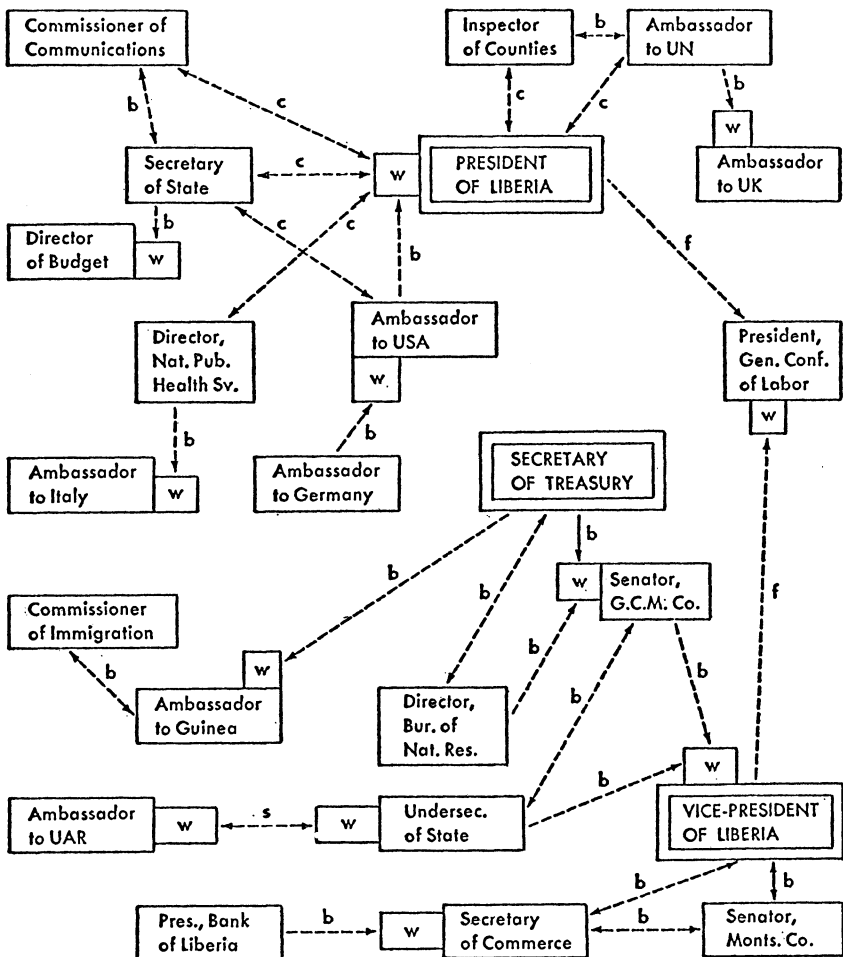 Commissioner of
Communications
Inspector
of Counties
b
Ambassador
to UN
b
c
c
c
b
w
Secretary
of State
c
w
PRESIDENT
OF LIBERIA
Ambassador
to UK
b
c
c
f
Director
of Budget
w
b
Director,
Nat. Pub.
Health Sv.
Ambassador
to USA
w
President,
Gen. Conf.
of Labor
w
b
b
Ambassador
to Italy
w
Ambassador
to Germany
SECRETARY
OF TREASURY
b
b
b
w
Senator,
G.C.M. Co.
f
Commissioner
of Immigration
b
w
b
b
b
Ambassador
to Guinea
Director,
Bur. of
Nat. Res.
b
w
Ambassador
to UAR
w
s
w
Undersec.
of State
VICE-PRESIDENT
OF LIBERIA
b
b
Pres., Bank
of Liberia
b
w
Secretary
of Commerce
b
Senator,
Monts. Co.